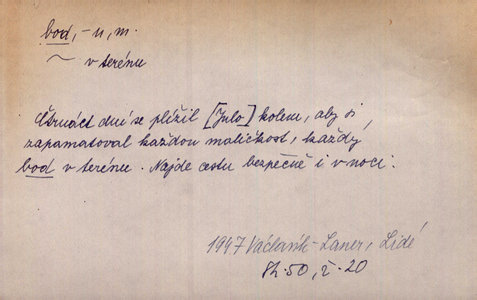 bod, -u, m.
~ v terénu
Čtrnáct dní se plížil [Julo] kolem, aby si
zapamatoval každou maličkost, každý
bod v terénu. Najde cestu bezpečně i v noci.
1947 Václavík-Laner, Lidé
Sh. 50, ř. 20